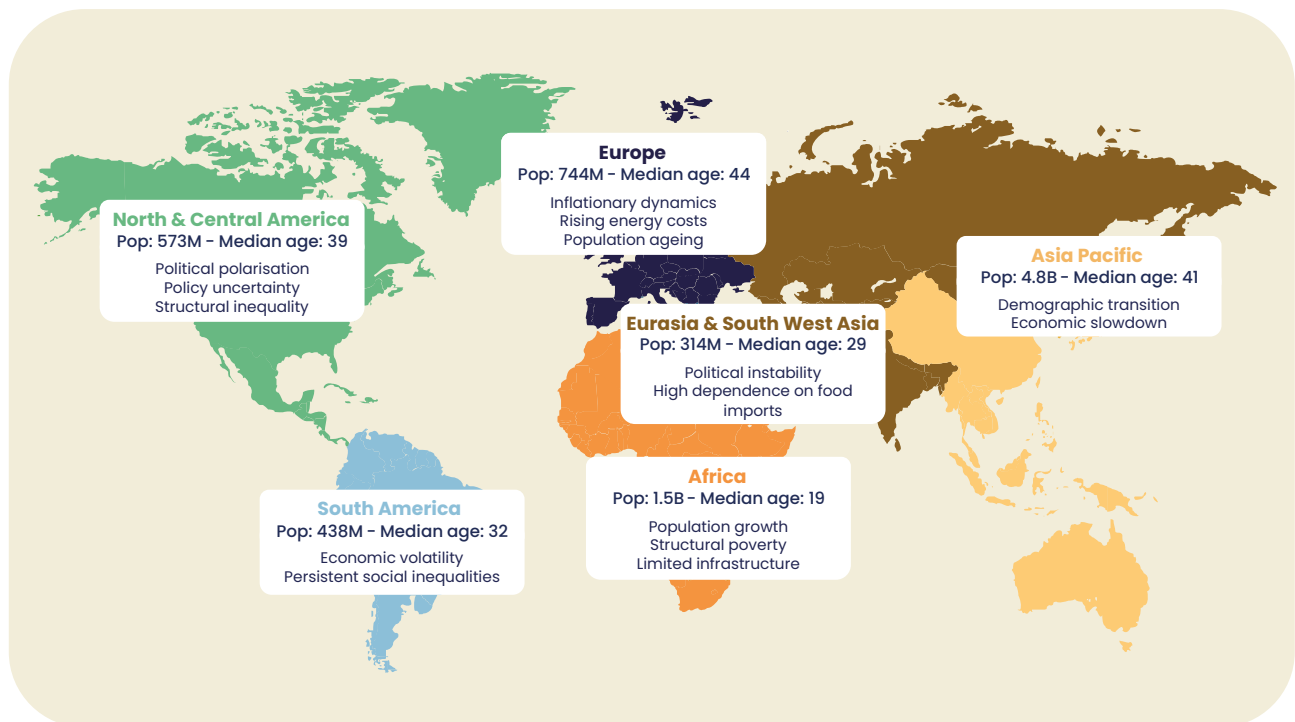 Europe
Pop: 744M - Median age: 44
Inflationary dynamics
Rising energy costs
Population ageing
North & Central America
Pop: 573M - Median age: 39
Political polarisation
Policy uncertainty
Structural inequality
Asia Pacific
Pop: 4.8B - Median age: 41
Demographic transition
Economic slowdown
Eurasia & South West Asia
Pop: 314M - Median age: 29
Political instability
High dependence on food
imports
Africa
Pop: 1.5B - Median age: 19
Population growth
Structural poverty
Limited infrastructure
South America
Pop: 438M - Median age: 32
Economic volatility
Persistent social inequalities